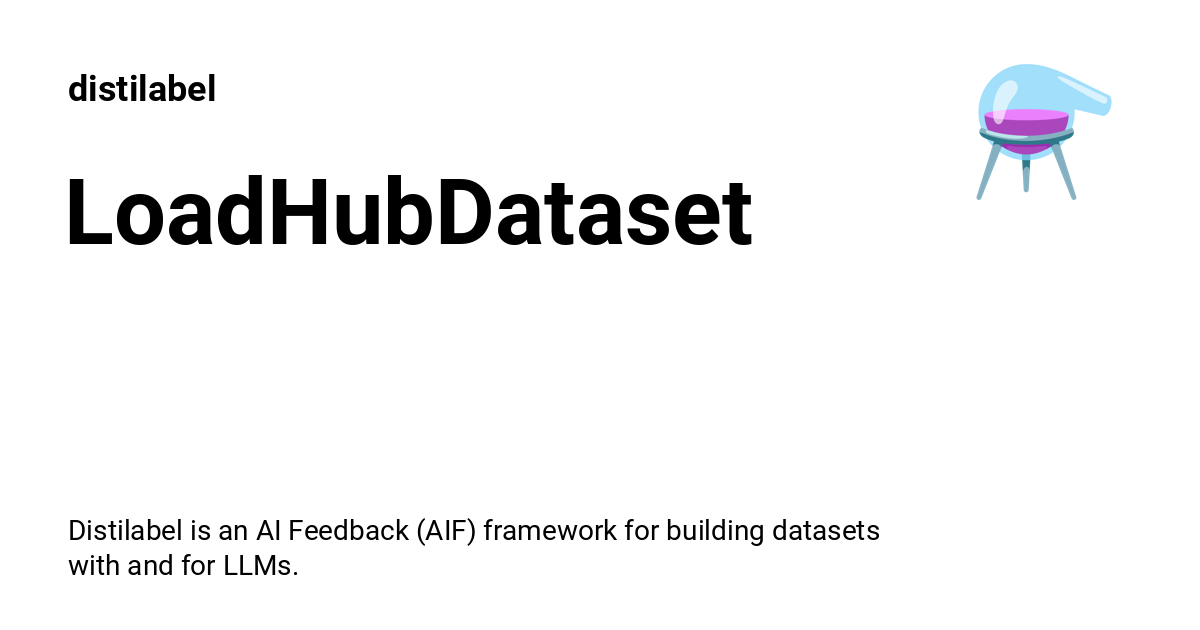 distilabel
LoadHubDataset
Distilabel is an AI Feedback (AIF) framework for building datasets
with and for LLMs.